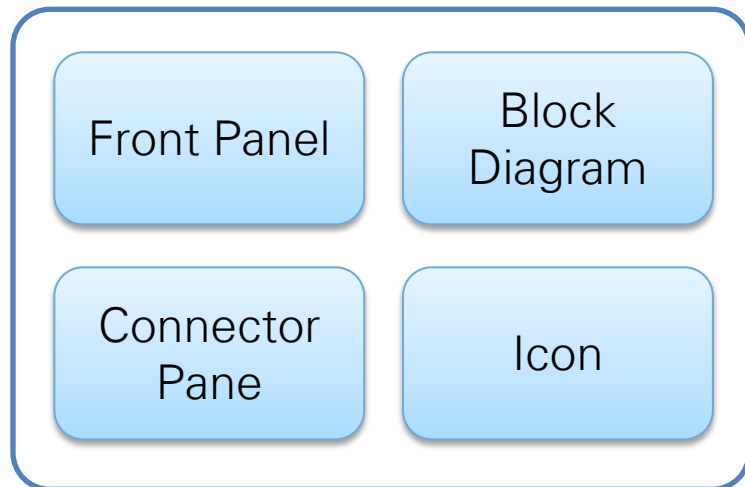 Front Panel
Block
Diagram
Connector
Pane
Icon